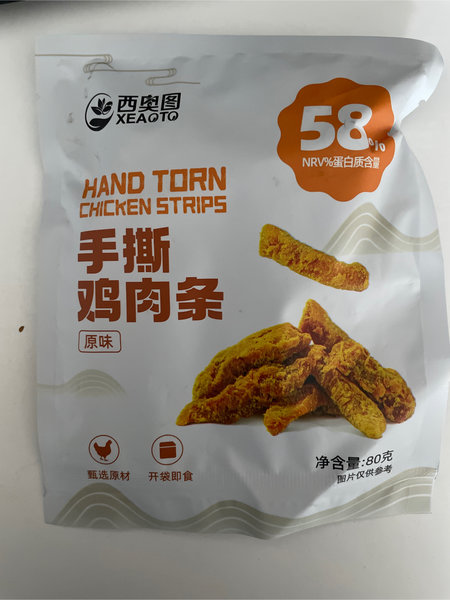 西奥图
XEAOTO
58%
NRV%蛋白质含量
HAND TORN
CHICKEN STRIPS
手撕
鸡肉条
原味
甄选原材
开袋即食
净含量:80克
图片仅供参考